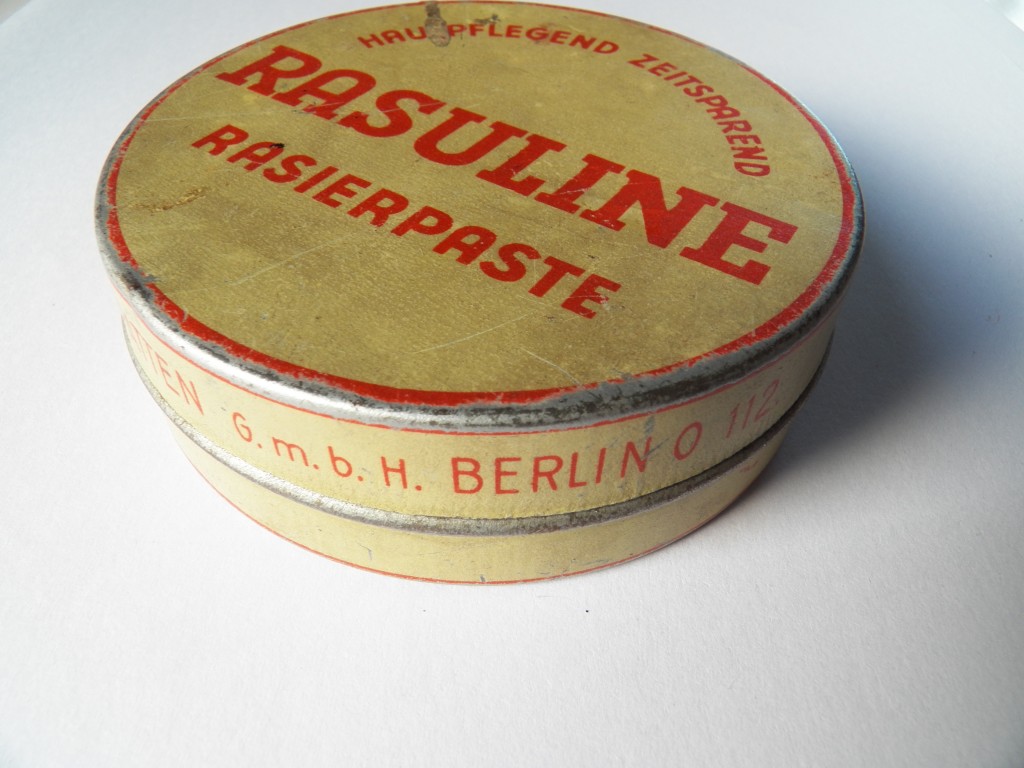 HAUTPFLEGEND ZEITSPAREND
RASULINE
RASIERPASTE
G.m.b.H. BERLIN O 112.